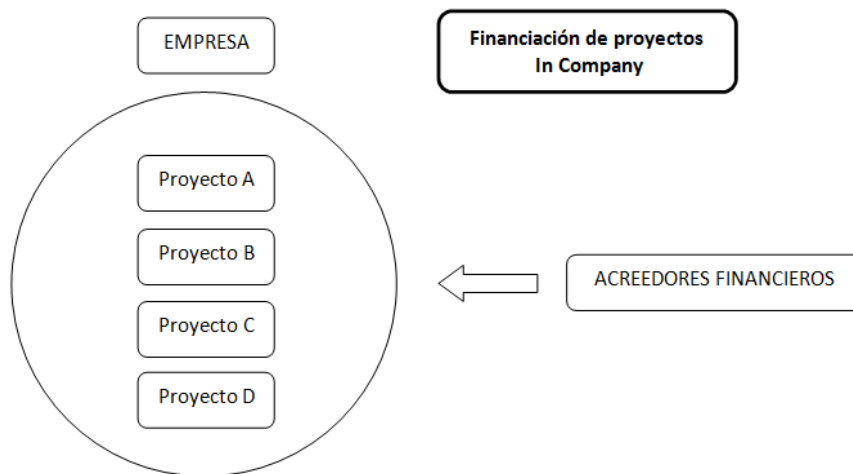 EMPRESA
Financiación de proyectos
In Company
Proyecto A
Proyecto B
Proyecto C
Proyecto D
ACREEDORES FINANCIEROS